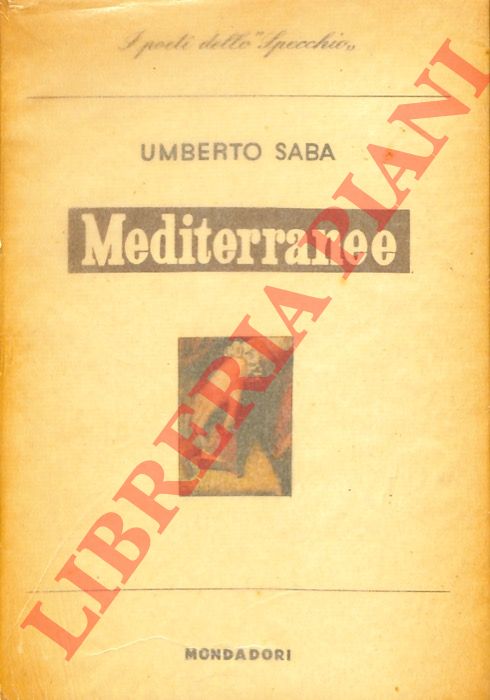 I poeti dello "Specchio„
UMBERTO SABA
Mediterranee
LIBRERIA PIANI
MONDADORI